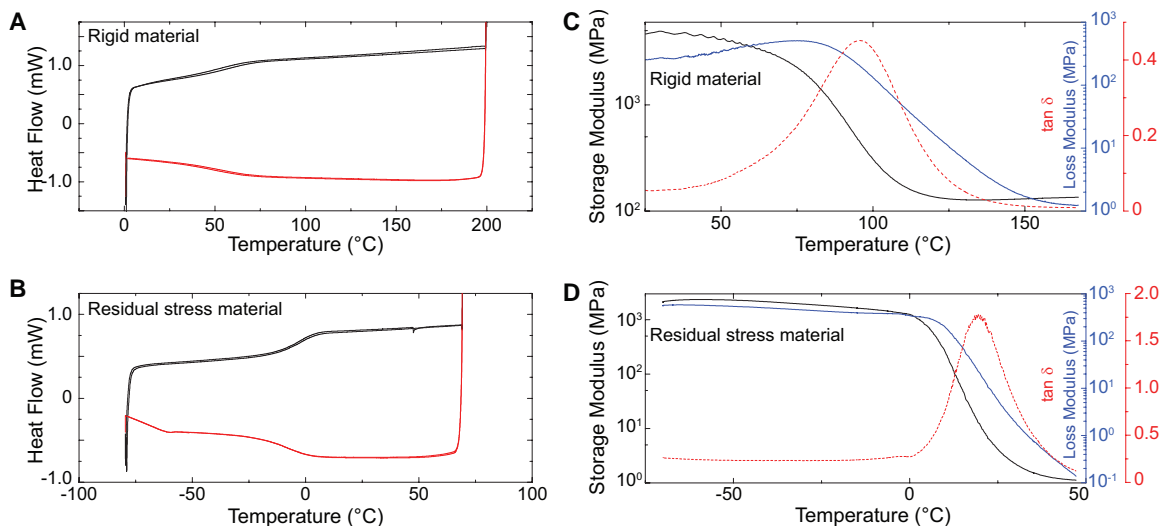 A
Rigid material
Heat Flow (mW)
1.0
0
-1.0
0
50
100
150
200
Temperature (°C)
B
Residual stress material
Heat Flow (mW)
1.0
0
-1.0
-100
-50
0
50
100
Temperature (°C)
C
Rigid material
Storage Modulus (MPa)
10³
10²
50
75
100
125
150
Temperature (°C)
tan δ
Loss Modulus (MPa)
10³
10²
10¹
10⁰
0.4
0.2
0
D
Residual stress material
Storage Modulus (MPa)
10³
10²
10¹
10⁰
-50
0
50
Temperature (°C)
tan δ
Loss Modulus (MPa)
10³
10²
10¹
10⁰
10⁻¹
2.0
1.5
1.0
0.5
0